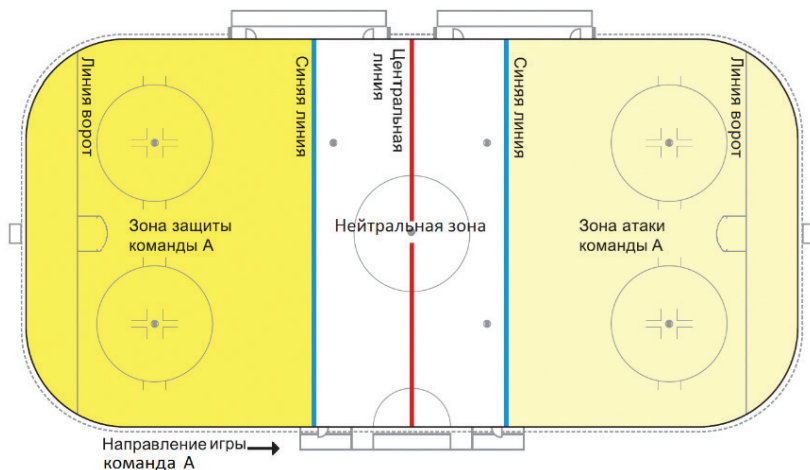 Линия ворот
Синяя линия
Центральная
линия
Синяя линия
Линия ворот
Зона защиты
команды А
Нейтральная зона
Зона атаки
команды А
Направление игры
команда А